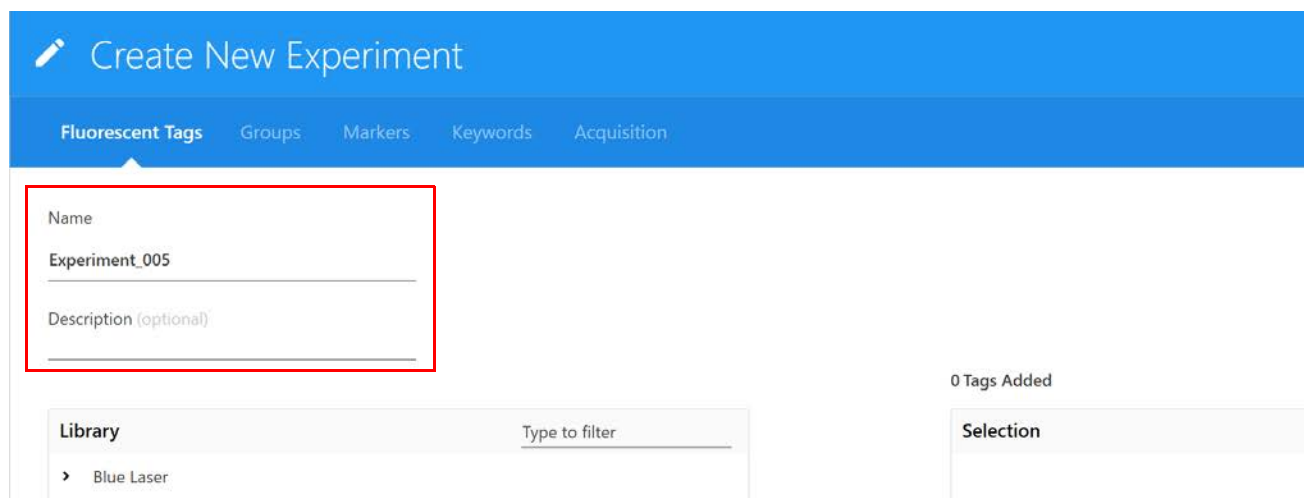 Create New Experiment
Fluorescent Tags Groups Markers Keywords Acquisition
Name
Experiment_005
Description (optional)
0 Tags Added
Library Type to filter
Selection
Blue Laser